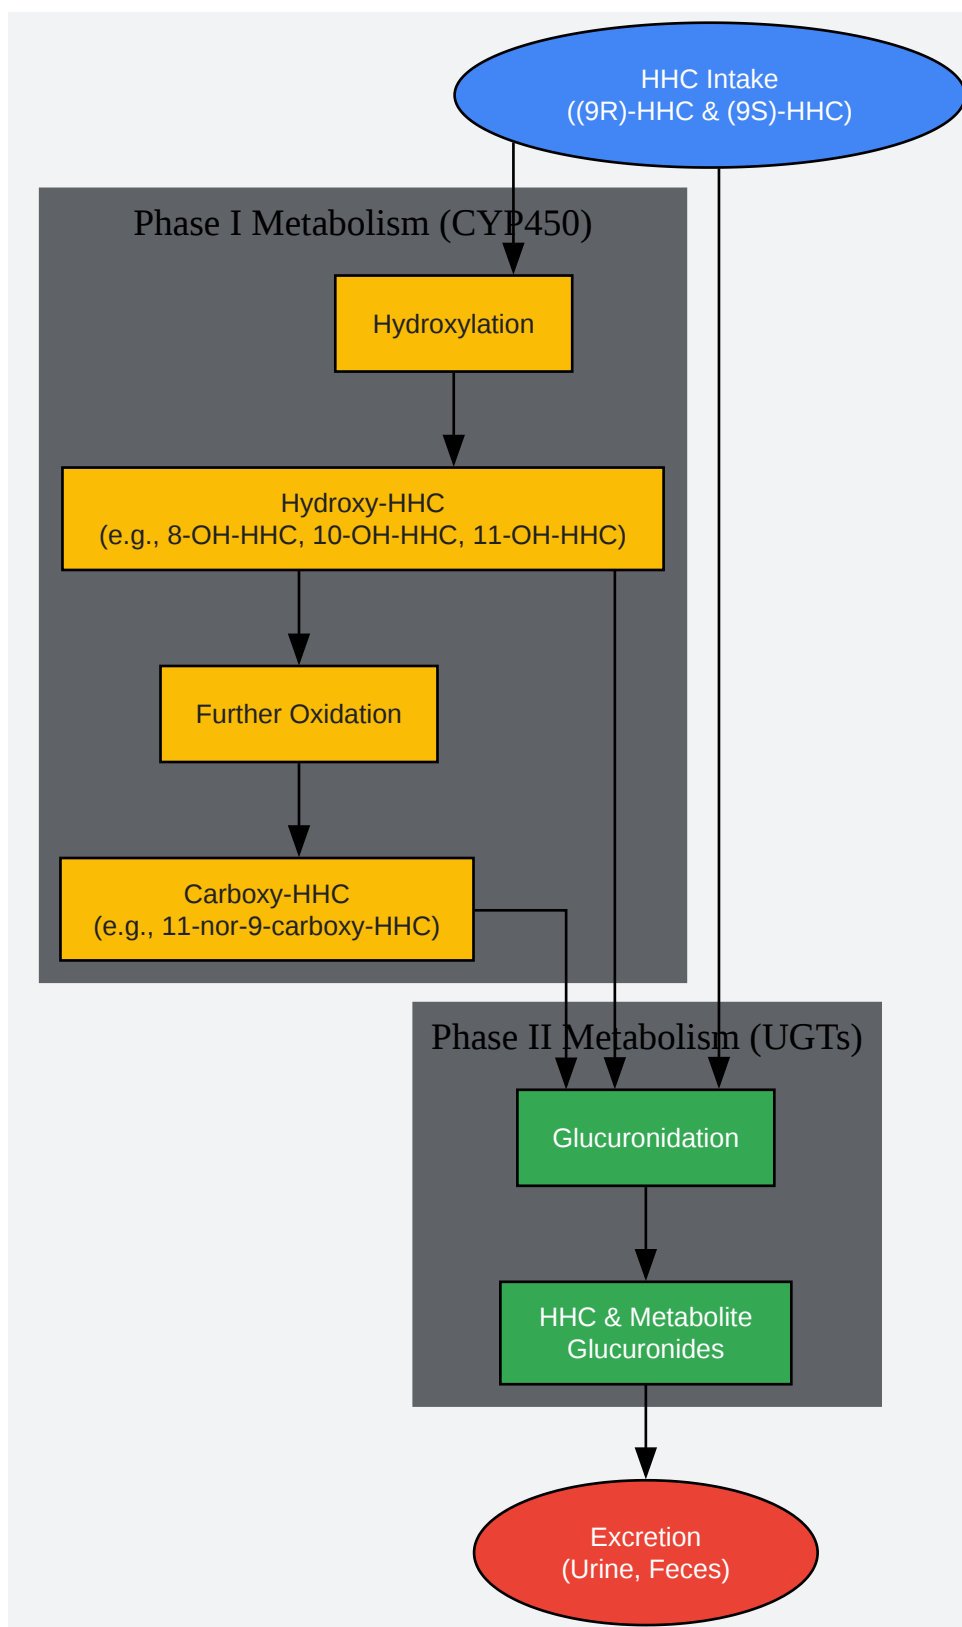 HHC Intake
((9R)-HHC & (9S)-HHC)
Phase I Metabolism (CYP450)
Hydroxylation
Hydroxy-HHC
(e.g., 8-OH-HHC, 10-OH-HHC, 11-OH-HHC)
Further Oxidation
Carboxy-HHC
(e.g., 11-nor-9-carboxy-HHC)
Phase II Metabolism (UGTs)
Glucuronidation
HHC & Metabolite
Glucuronides
Excretion
(Urine, Feces)